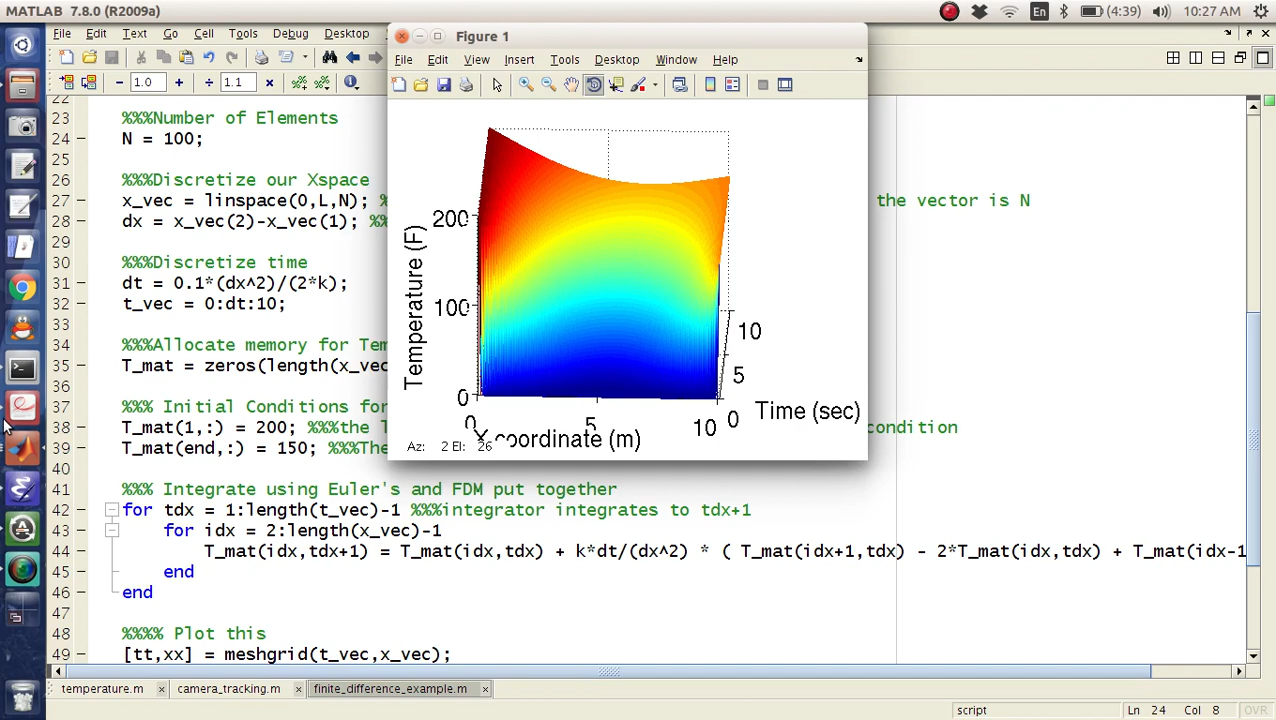 MATLAB 7.8.0 (R2009a)
En
(4:39)
10:27 AM
File Edit Text Go Cell Tools Debug Desktop
- 1.0 + ÷ 1.1 ×
Figure 1
File Edit View Insert Tools Desktop Window Help
22
23 %%%Number of Elements
24 N = 100;
25
26 %%%Discretize our Xspace
27 x_vec = linspace(0,L,N); the vector is N
28 dx = x_vec(2)-x_vec(1);
29
30 %%%Discretize time
31 dt = 0.1*(dx^2)/(2*k);
32 t_vec = 0:dt:10;
33
34 %%%Allocate memory for Tem
35 T_mat = zeros(length(x_vec
36
37 %%% Initial Conditions for
38 T_mat(1,:) = 200; %%%the l condition
39 T_mat(end,:) = 150; %%%The
40
41 %%% Integrate using Euler's and FDM put together
42 for tdx = 1:length(t_vec)-1 %%%integrator integrates to tdx+1
43 for idx = 2:length(x_vec)-1
44 T_mat(idx,tdx+1) = T_mat(idx,tdx) + k*dt/(dx^2) * ( T_mat(idx+1,tdx) - 2*T_mat(idx,tdx) + T_mat(idx-1
45 end
46 end
47
48 %%%% Plot this
49 [tt,xx] = meshgrid(t_vec,x_vec);
Temperature (F)
200
100
0
0
5
10
X coordinate (m)
0
5
10
Time (sec)
Az: 2 El: 26
temperature.m × camera_tracking.m × finite_difference_example.m ×
script
Ln 24 Col 8
OVR